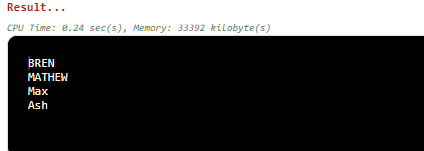 Result...
CPU Time: 0.24 sec(s), Memory: 33392 kilobyte(s)
BREN
MATHEW
Max
Ash